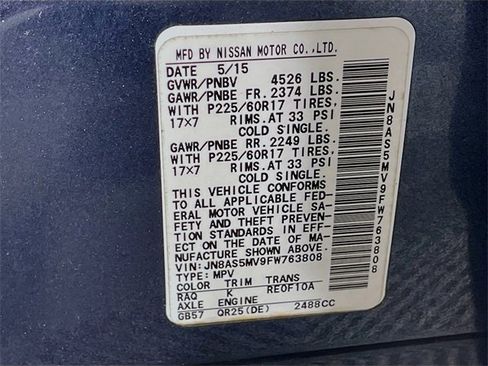 MFD BY NISSAN MOTOR CO.,LTD.
DATE 5/15
GVWR/PNBV 4526 LBS.
GAWR/PNBE FR. 2374 LBS.
WITH P225/60R17 TIRES,
17×7 RIMS.AT 33 PSI
COLD SINGLE.
GAWR/PNBE RR. 2249 LBS.
WITH P225/60R17 TIRES,
17×7 RIMS.AT 33 PSI
COLD SINGLE.
THIS VEHICLE CONFORMS
TO ALL APPLICABLE FED-
ERAL MOTOR VEHICLE SA-
FETY AND THEFT PREVEN-
TION STANDARDS IN EFF-
ECT ON THE DATE OF MA-
NUFACTURE SHOWN ABOVE.
VIN:JN8AS5MV9FW763808
TYPE: MPV
COLOR TRIM TRANS
RAQ K RE0F10A
AXLE ENGINE
GB57 QR25(DE) 2488CC
JN8AS5MV9FW763808